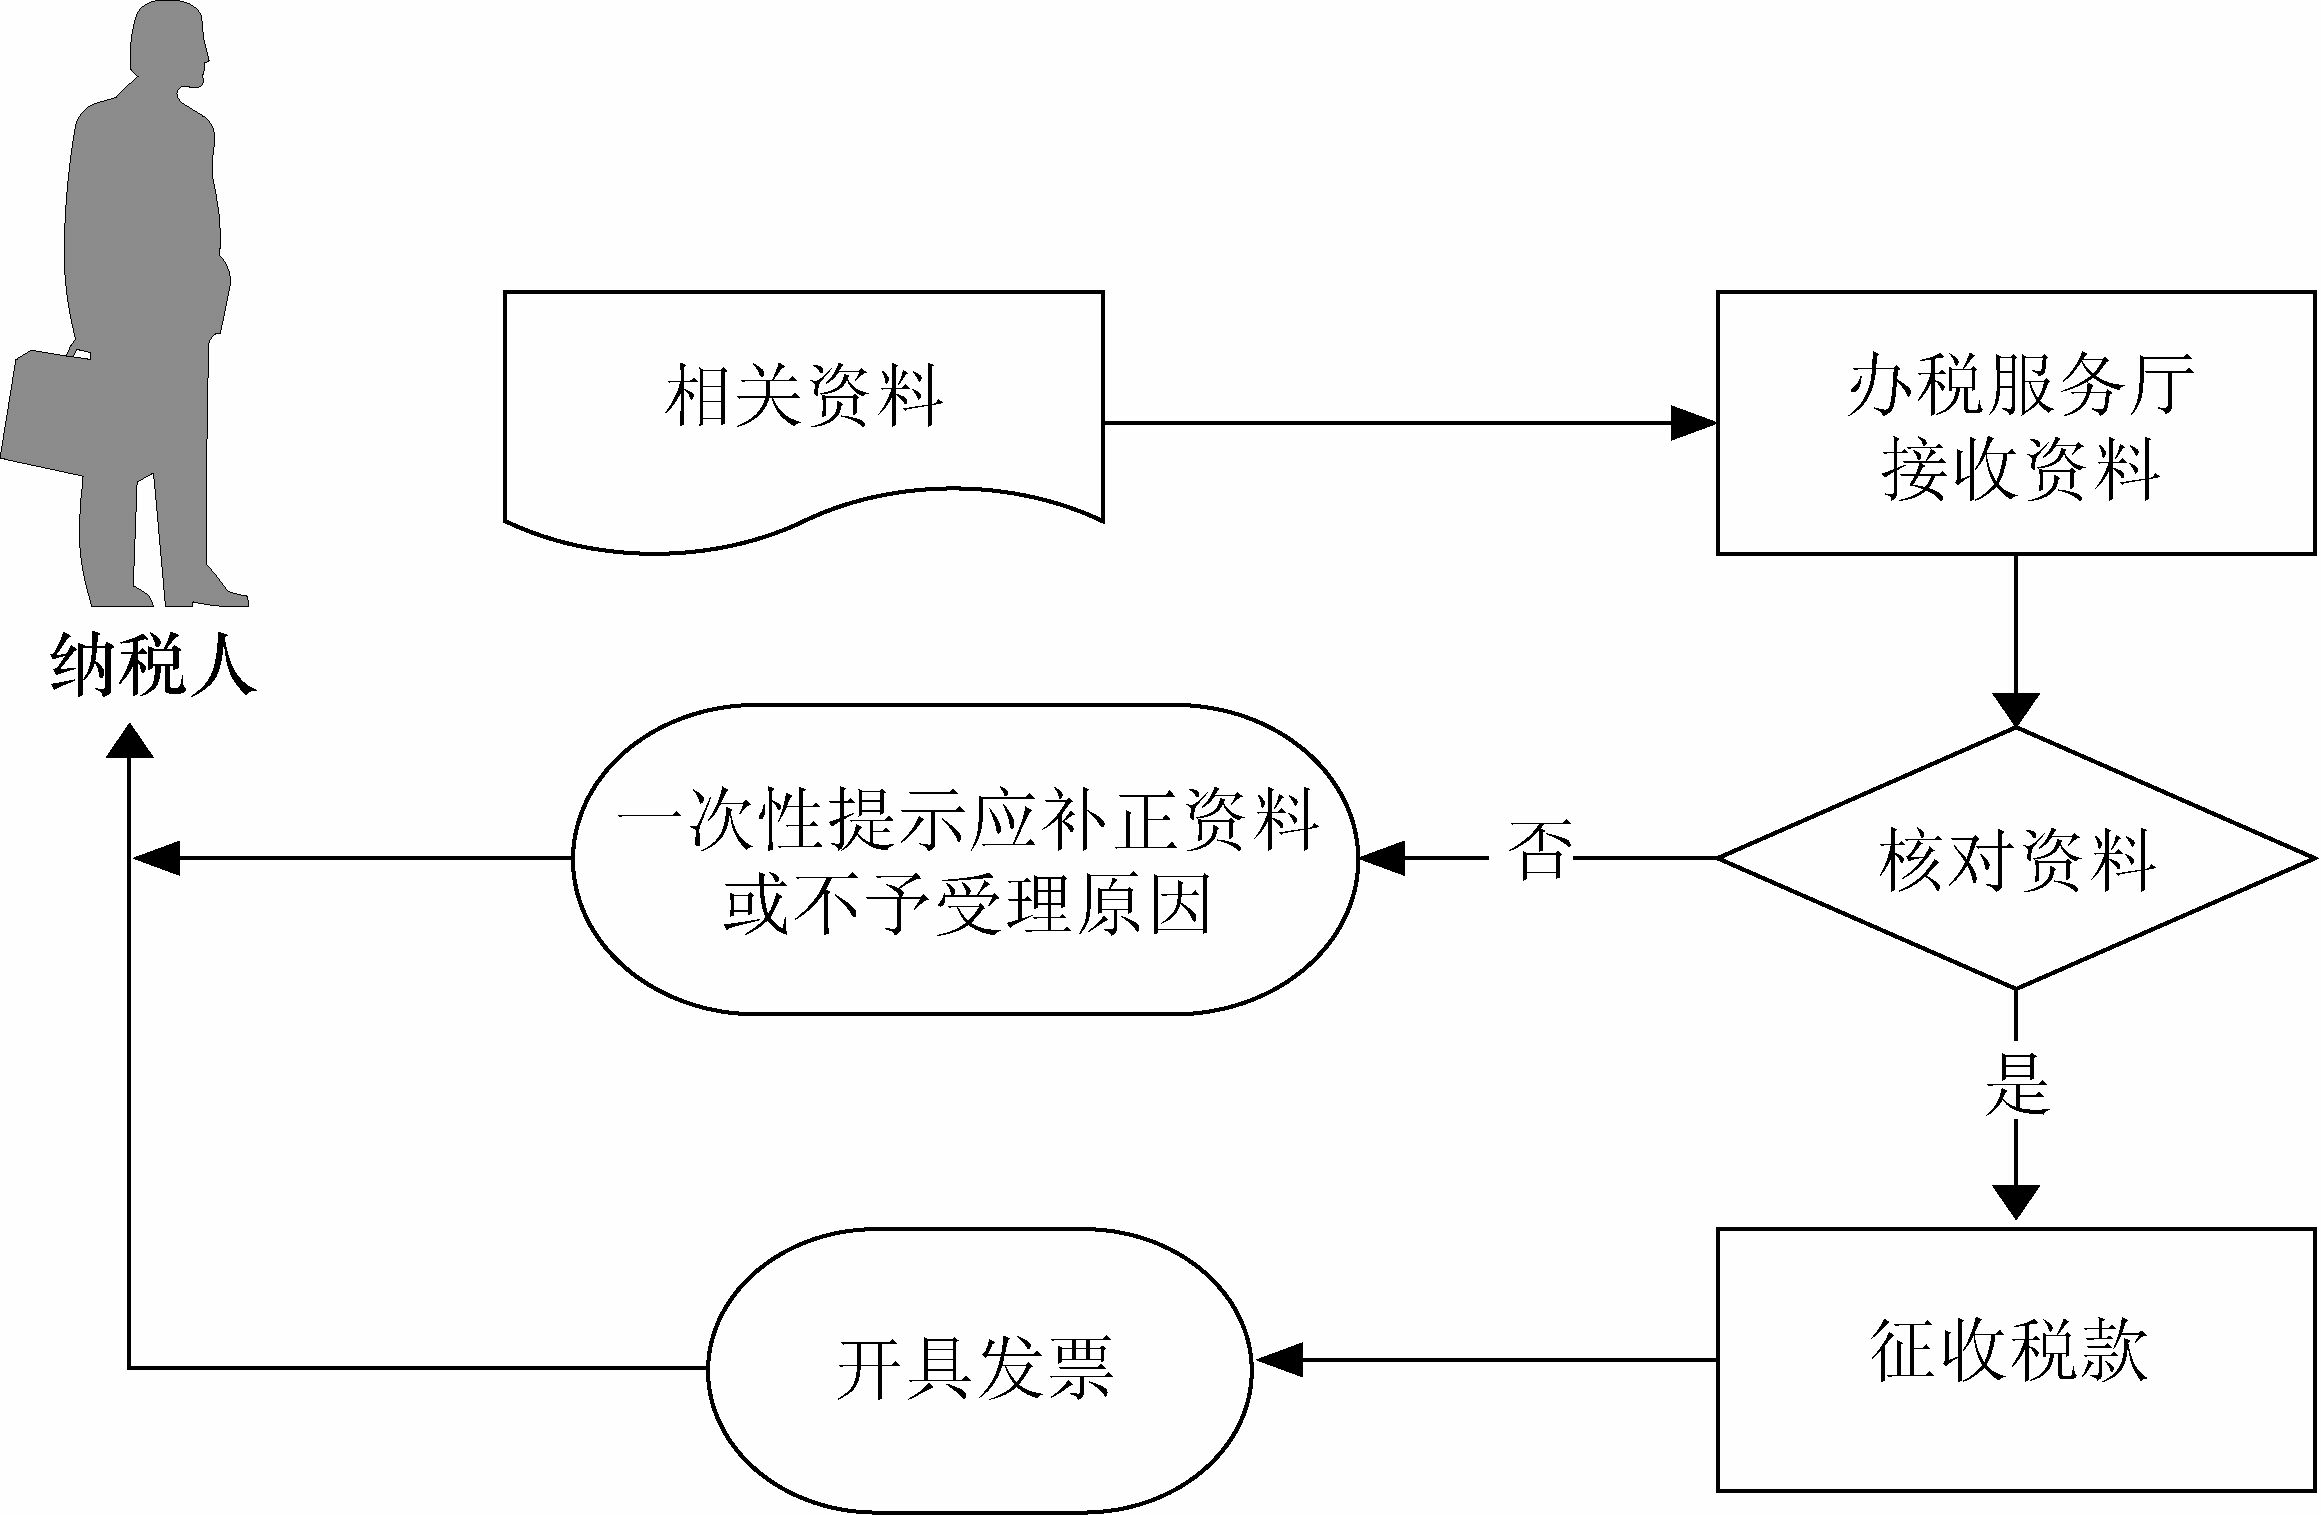 相关资料
办税服务厅
接收资料
纳税人
一次性提示应补正资料
或不予受理原因
否
核对资料
是
开具发票
征收税款